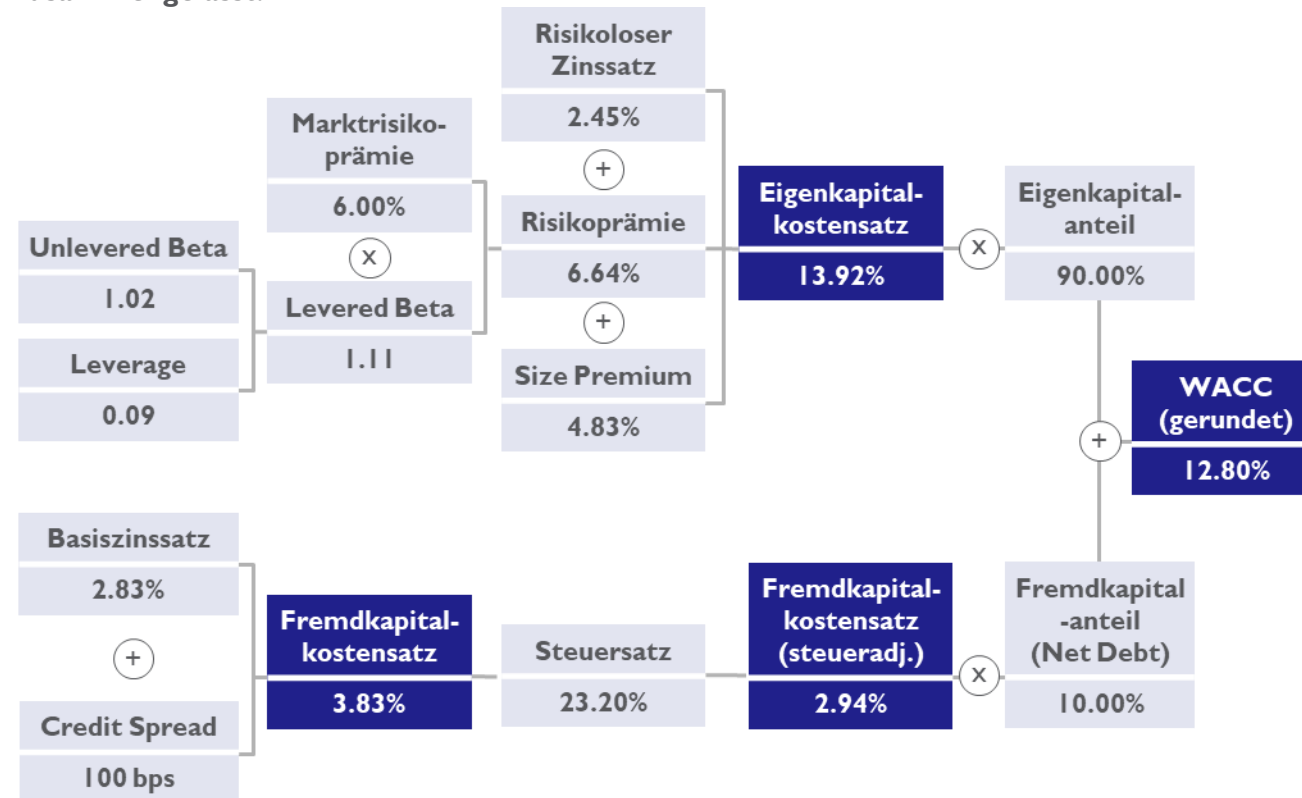 Risikoloser
Zinssatz
2.45%
+
Marktrisiko-
prämie
6.00%
x
Risikoprämie
6.64%
+
Unlevered Beta
1.02
Leverage
0.09
Levered Beta
1.11
Size Premium
4.83%
Eigenkapital-
kostensatz
13.92%
x
Eigenkapital-
anteil
90.00%
+
WACC
(gerundet)
12.80%
Basiszinssatz
2.83%
+
Credit Spread
100 bps
Fremdkapital-
kostensatz
3.83%
Steuersatz
23.20%
Fremdkapital-
kostensatz
(steueradj.)
2.94%
x
Fremdkapital
-anteil
(Net Debt)
10.00%